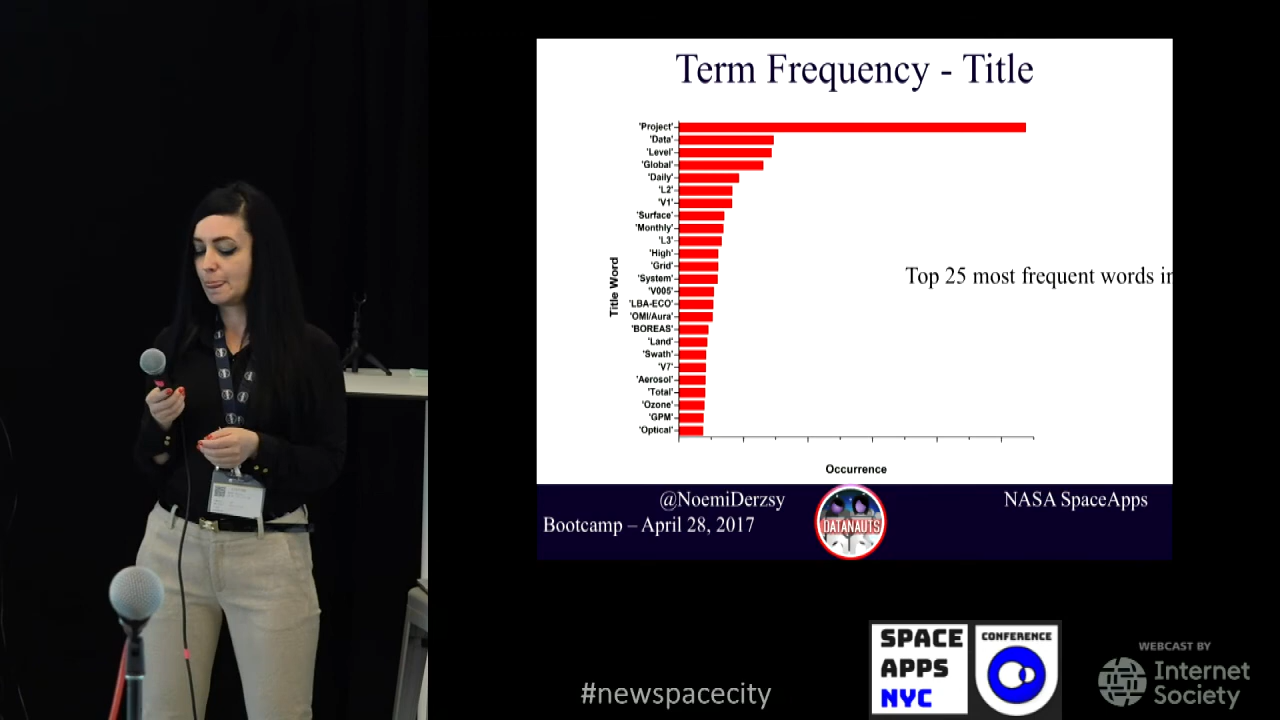 Term Frequency - Title
'Project'
'Data'
'Level'
'Global'
'Daily'
'L2'
'V1'
'Surface'
'Monthly'
'L3'
'High'
'Grid'
'System'
'V005'
'LBA-ECO'
'OMI/Aura'
'BOREAS'
'Land'
'Swath'
'V7'
'Aerosol'
'Total'
'Ozone'
'GPM'
'Optical'
Title Word
Occurrence
Top 25 most frequent words in
@NoemiDerzsy
NASA SpaceApps
Bootcamp – April 28, 2017
DATANAUTS
SPACE
APPS
NYC
CONFERENCE
#newspacecity
WEBCAST BY
Internet
Society